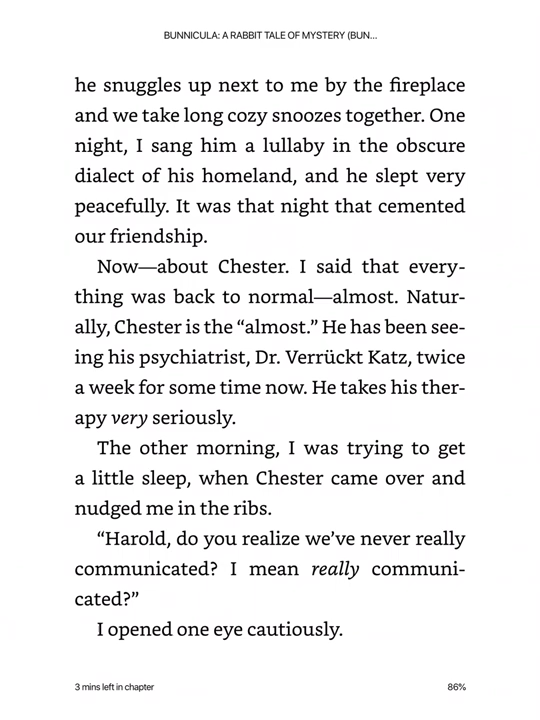 BUNNICULA: A RABBIT TALE OF MYSTERY (BUN...
he snuggles up next to me by the fireplace
and we take long cozy snoozes together. One
night, I sang him a lullaby in the obscure
dialect of his homeland, and he slept very
peacefully. It was that night that cemented
our friendship.
Now—about Chester. I said that every-
thing was back to normal—almost. Natur-
ally, Chester is the “almost.” He has been see-
ing his psychiatrist, Dr. Verrückt Katz, twice
a week for some time now. He takes his ther-
apy very seriously.
The other morning, I was trying to get
a little sleep, when Chester came over and
nudged me in the ribs.
“Harold, do you realize we’ve never really
communicated? I mean really communi-
cated?”
I opened one eye cautiously.
3 mins left in chapter
86%